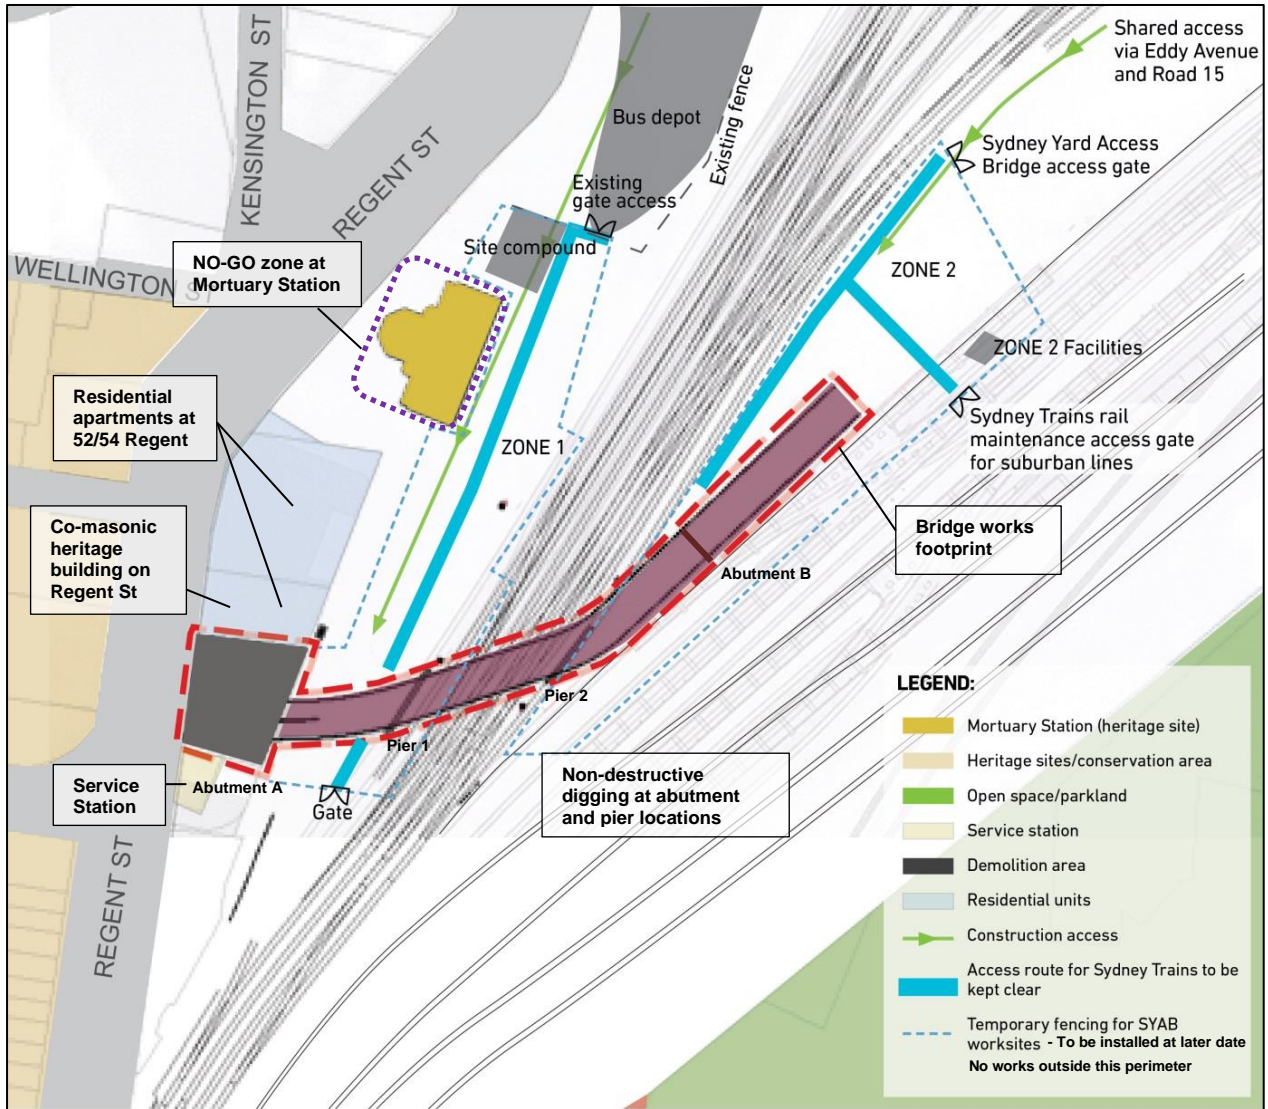 KENSINGTON ST
REGENT ST
WELLINGTON ST
Bus depot
Existing fence
Shared access
via Eddy Avenue
and Road 15
Sydney Yard Access
Bridge access gate
Existing
gate access
Site compound
NO-GO zone at
Mortuary Station
ZONE 2
ZONE 2 Facilities
Residential
apartments at
52/54 Regent
ZONE 1
Sydney Trains rail
maintenance access gate
for suburban lines
Co-masonic
heritage
building on
Regent St
Bridge works
footprint
Abutment B
Pier 2
Pier 1
Service
Station
Abutment A
Gate
Non-destructive
digging at abutment
and pier locations
REGENT ST
LEGEND:
Mortuary Station (heritage site)
Heritage sites/conservation area
Open space/parkland
Service station
Demolition area
Residential units
Construction access
Access route for Sydney Trains to be
kept clear
Temporary fencing for SYAB
worksites - To be installed at later date
No works outside this perimeter